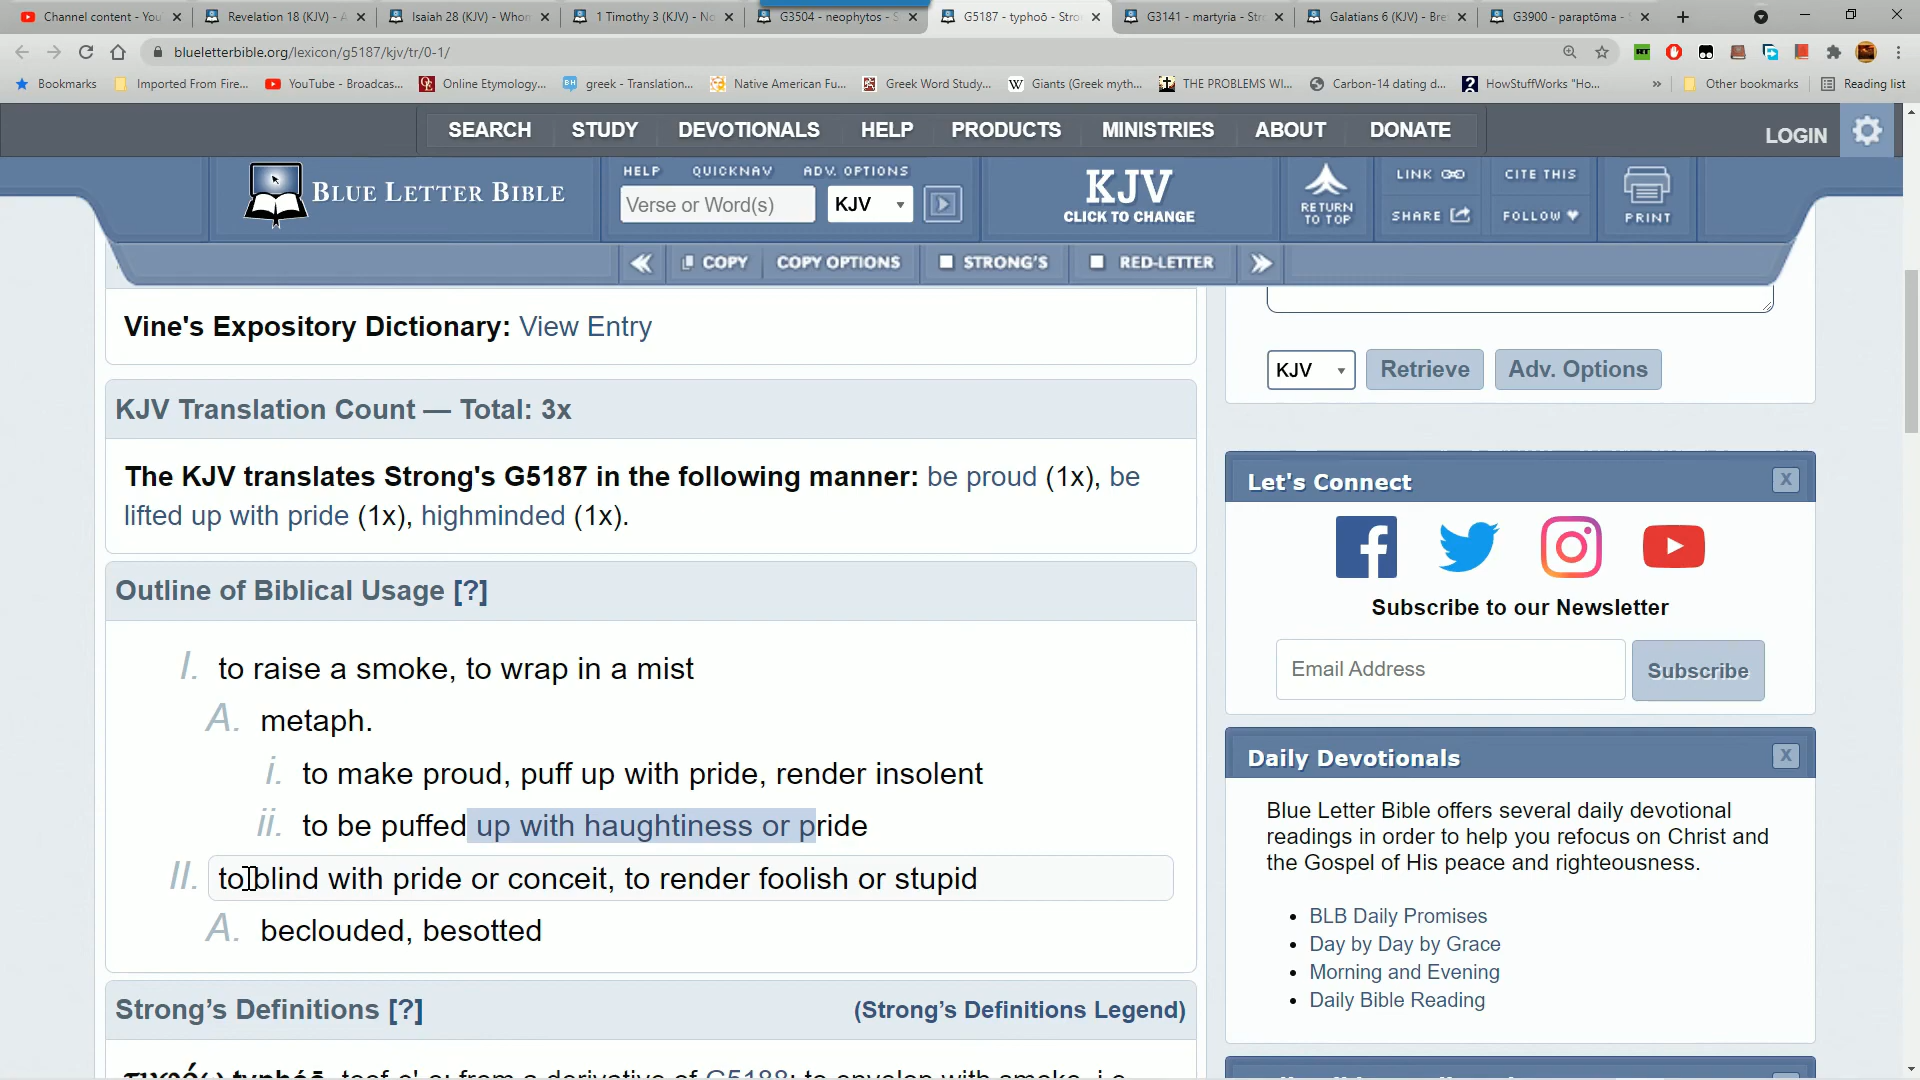 Channel content - You
Revelation 18 (KJV) - A
Isaiah 28 (KJV) - Whom
1 Timothy 3 (KJV) - No
G3504 - neophytos - S
G5187 - typhoō - Stro
G3141 - martyria - Str
Galatians 6 (KJV) - Bre
G3900 - paraptōma -
blueletterbible.org/lexicon/g5187/kjv/tr/0-1/
Bookmarks
Imported From Fire...
YouTube - Broadcas...
Online Etymology...
greek - Translation...
Native American Fu...
Greek Word Study...
Giants (Greek myth...
THE PROBLEMS WI...
Carbon-14 dating d...
HowStuffWorks "Ho...
»
Other bookmarks
Reading list
SEARCH STUDY DEVOTIONALS HELP PRODUCTS MINISTRIES ABOUT DONATE
LOGIN
BLUE LETTER BIBLE
HELP QUICKNAV ADV. OPTIONS
Verse or Word(s)
KJV
KJV
CLICK TO CHANGE
RETURN
TO TOP
LINK
CITE THIS
SHARE
FOLLOW
PRINT
COPY
COPY OPTIONS
STRONG'S
RED-LETTER
Vine's Expository Dictionary: View Entry
KJV Translation Count — Total: 3x
The KJV translates Strong's G5187 in the following manner: be proud (1x), be
lifted up with pride (1x), highminded (1x).
Outline of Biblical Usage [?]
I. to raise a smoke, to wrap in a mist
A. metaph.
i. to make proud, puff up with pride, render insolent
ii. to be puffed up with haughtiness or pride
II. to blind with pride or conceit, to render foolish or stupid
A. beclouded, besotted
Strong’s Definitions [?]
(Strong’s Definitions Legend)
τυφόω typhóō, toof-o'-o; from a derivative of G5188; to envelop with smoke, i.e.
KJV
Retrieve
Adv. Options
Let's Connect
X
Subscribe to our Newsletter
Email Address
Subscribe
Daily Devotionals
X
Blue Letter Bible offers several daily devotional
readings in order to help you refocus on Christ and
the Gospel of His peace and righteousness.
BLB Daily Promises
Day by Day by Grace
Morning and Evening
Daily Bible Reading